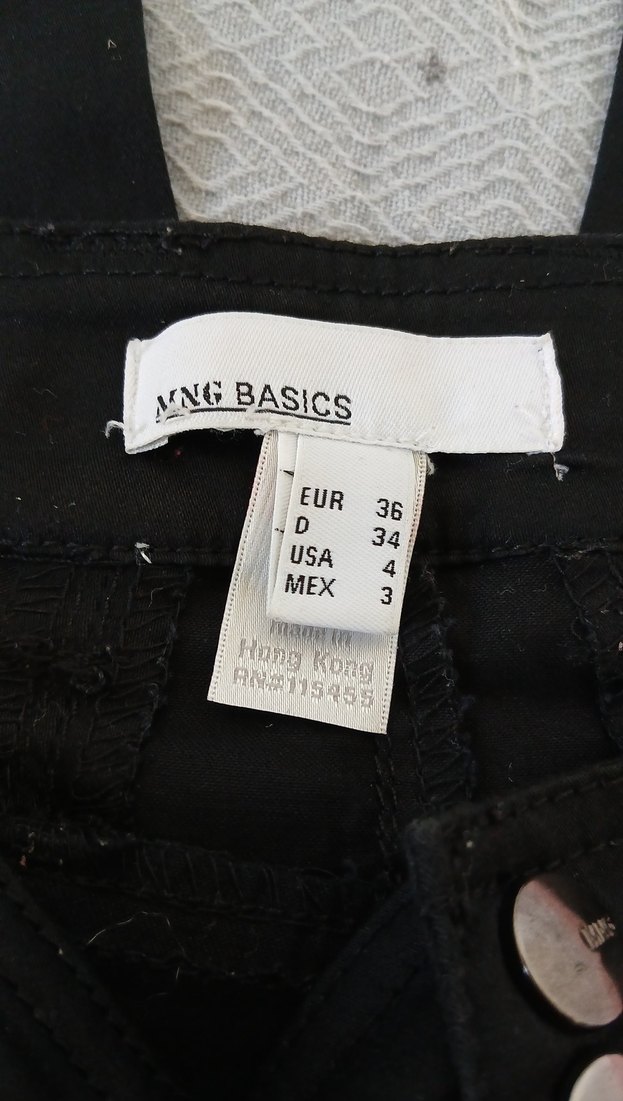 MNG BASICS
EUR 36
D 34
USA 4
MEX 3
made in
Hong Kong
RN#115455